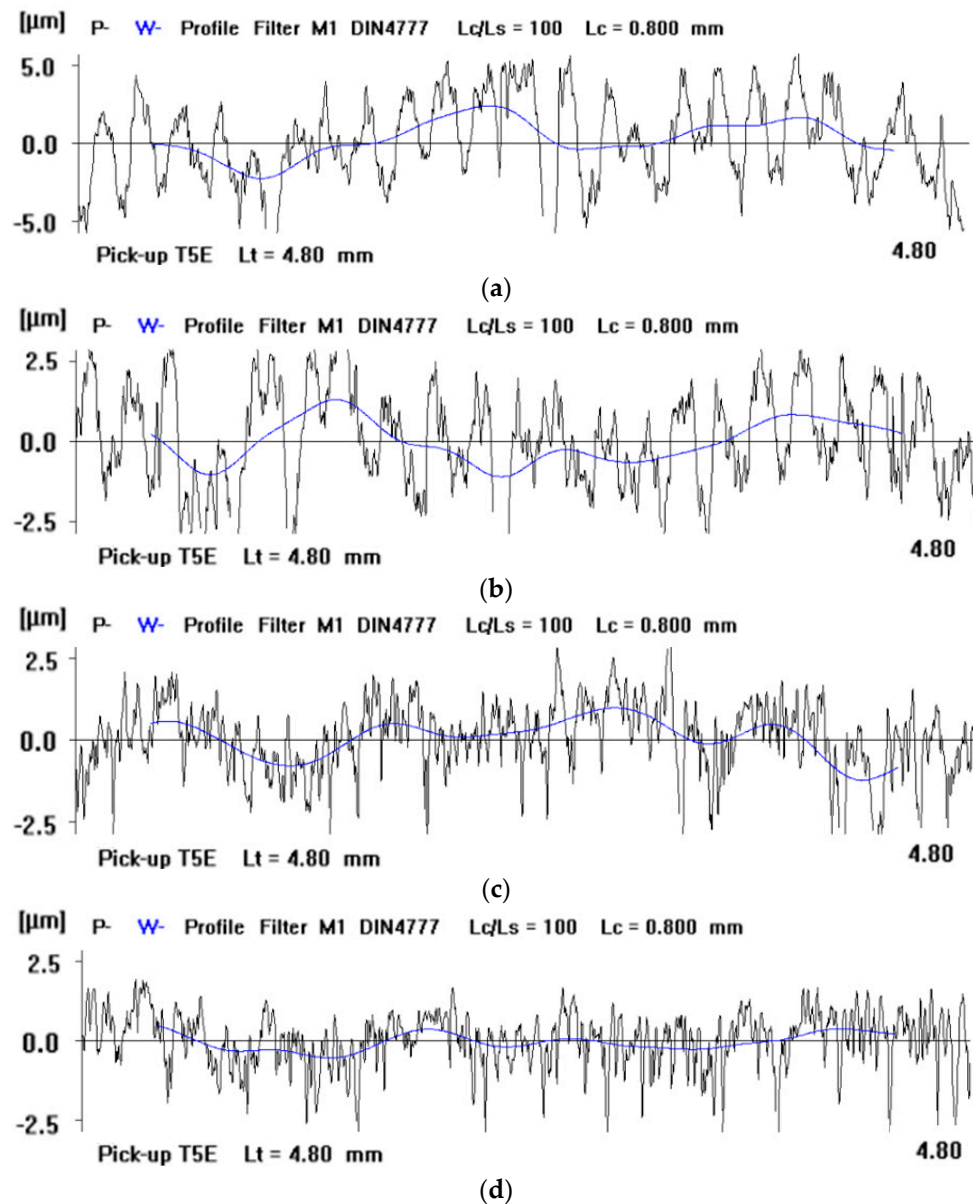 [µm] P- W- Profile Filter M1 DIN4777 Lc/Ls = 100 Lc = 0.800 mm
5.0
0.0
-5.0
Pick-up T5E Lt = 4.80 mm 4.80
(a)
[µm] P- W- Profile Filter M1 DIN4777 Lc/Ls = 100 Lc = 0.800 mm
2.5
0.0
-2.5
Pick-up T5E Lt = 4.80 mm 4.80
(b)
[µm] P- W- Profile Filter M1 DIN4777 Lc/Ls = 100 Lc = 0.800 mm
2.5
0.0
-2.5
Pick-up T5E Lt = 4.80 mm 4.80
(c)
[µm] P- W- Profile Filter M1 DIN4777 Lc/Ls = 100 Lc = 0.800 mm
2.5
0.0
-2.5
Pick-up T5E Lt = 4.80 mm 4.80
(d)